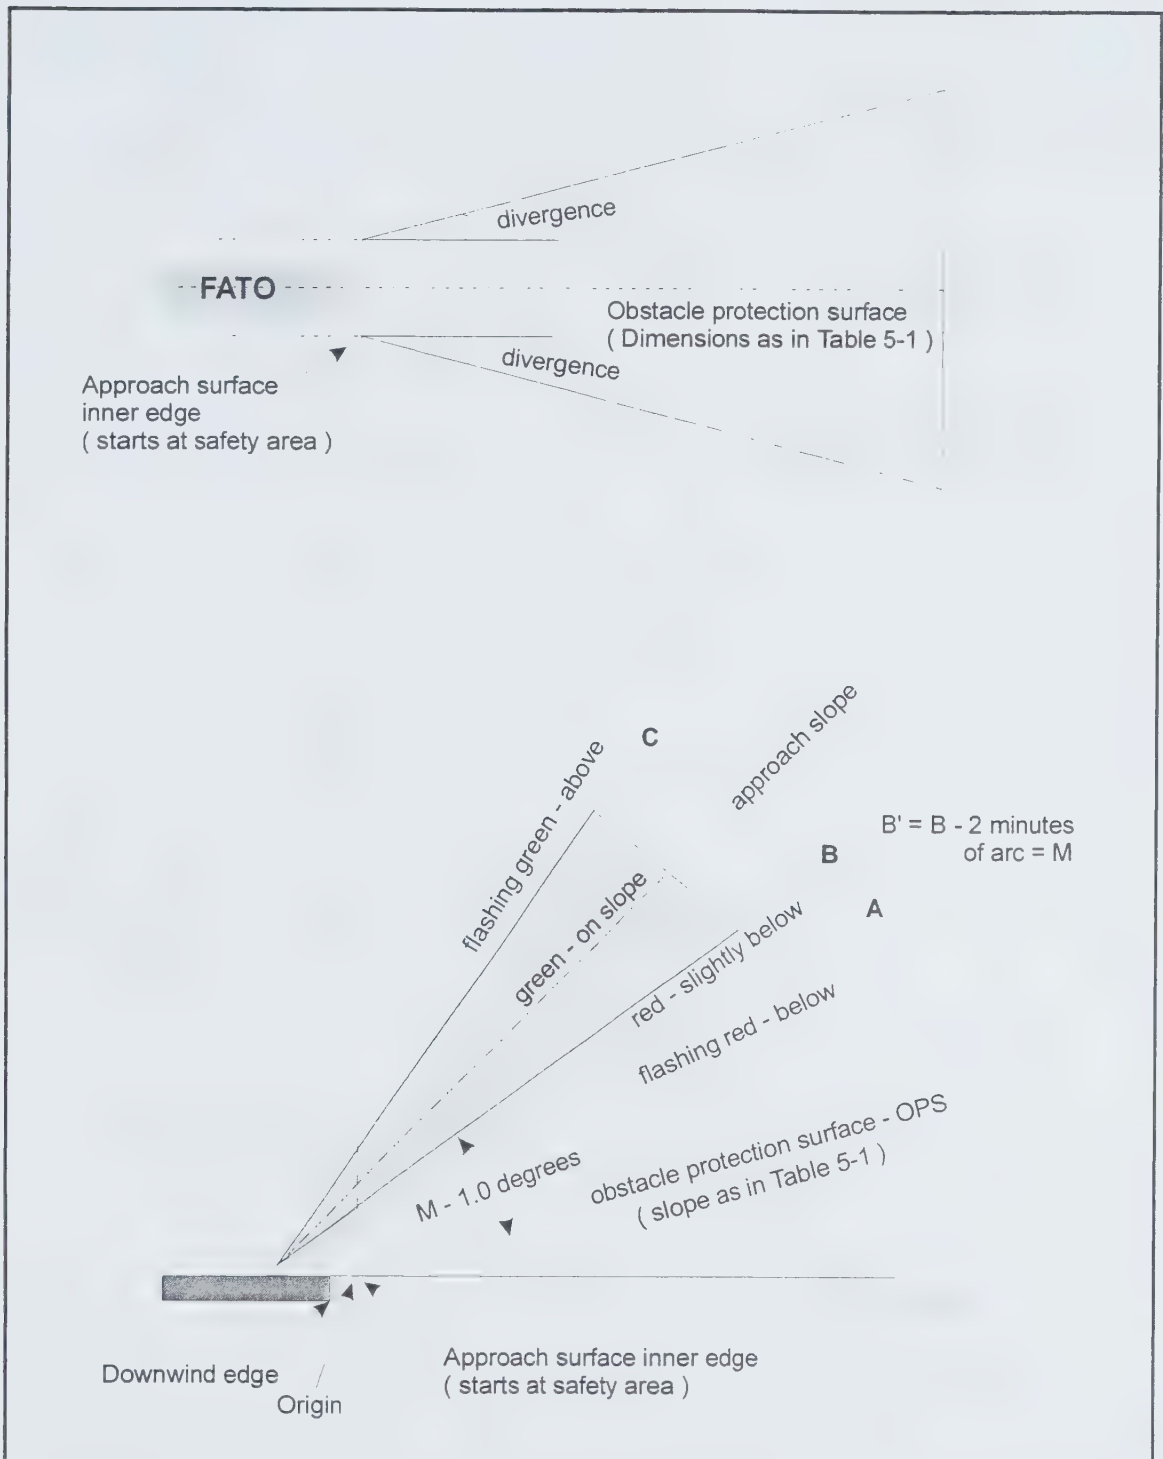 divergence
FATO
Obstacle protection surface
( Dimensions as in Table 5-1 )
divergence
Approach surface
inner edge
( starts at safety area )
C
approach slope
flashing green - above
B' = B - 2 minutes
of arc = M
B
green - on slope
A
red - slightly below
flashing red - below
M - 1.0 degrees
obstacle protection surface - OPS
( slope as in Table 5-1 )
Approach surface inner edge
( starts at safety area )
Downwind edge
Origin